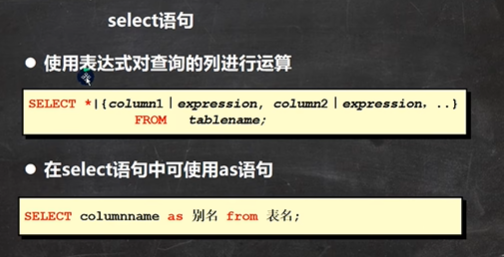 select语句
● 使用表达式对查询的列进行运算
SELECT *|{column1|expression, column2|expression, ..}
FROM tablename;
● 在select语句中可使用as语句
SELECT columnname as 别名 from 表名;